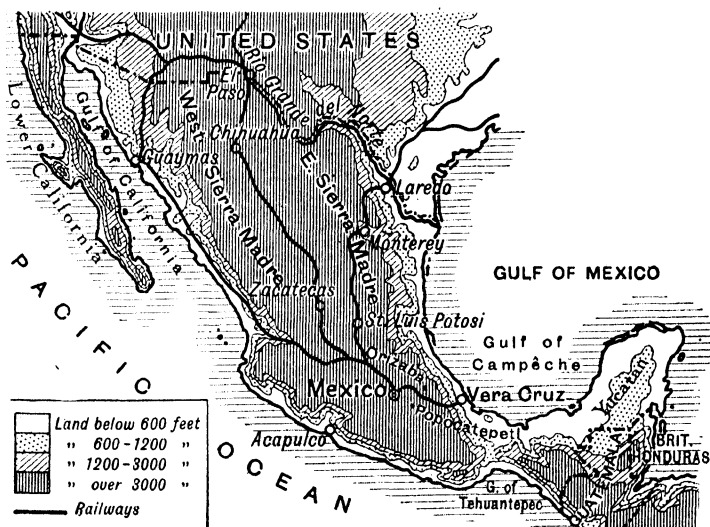 UNITED STATES
El Paso
Rio Grande del Norte
Lower California
Gulf of California
Chihuahua
Guaymas
West Sierra Madre
E. Sierra Madre
Laredo
Monterey
GULF OF MEXICO
PACIFIC OCEAN
Zacatecas
St. Luis Potosi
Gulf of
Campêche
Orizaba
Mexico
Vera Cruz
Popocatepetl
Yucatan
Acapulco
BRIT.
HONDURAS
GUATEMALA
G. of
Tehuantepec
Land below 600 feet
" 600-1200 "
" 1200-3000 "
" over 3000 "
Railways